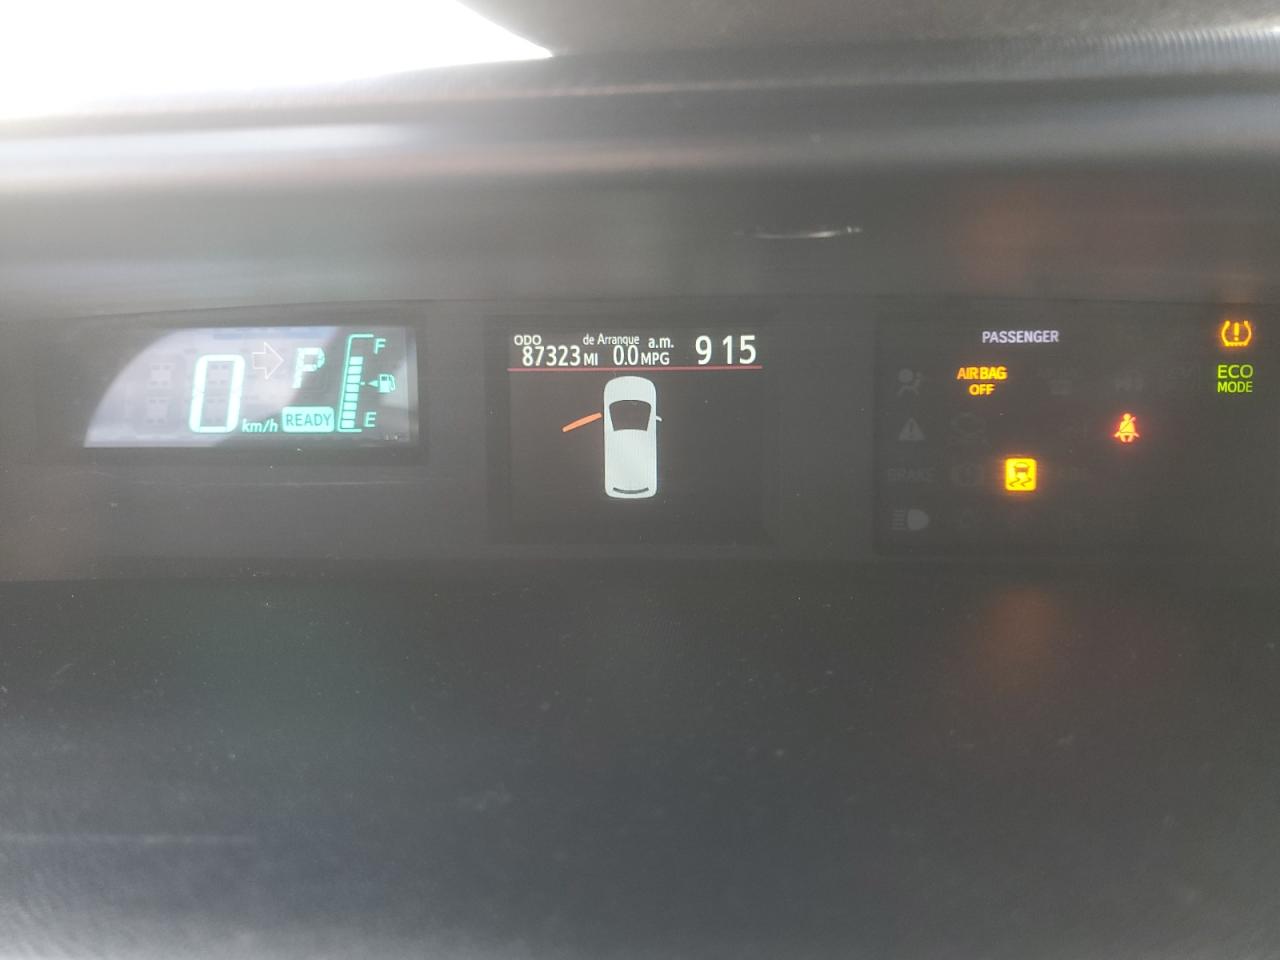 0 km/h
P
READY
F
E
ODO
87323 MI
de Arranque
0.0 MPG
a.m.
9 15
PASSENGER
AIR BAG
OFF
ECO
MODE
BRAKE